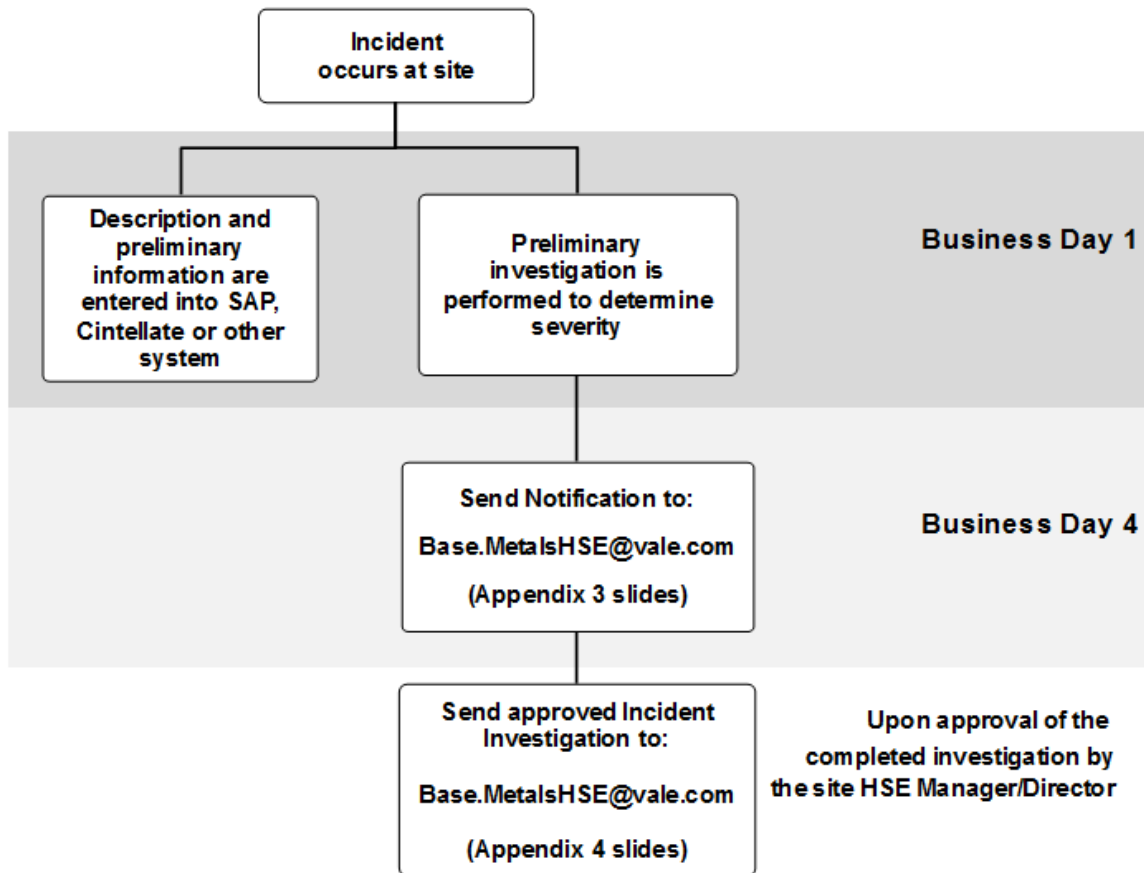 Incident
occurs at site
Description and
preliminary
information are
entered into SAP,
Cintellate or other
system
Preliminary
investigation is
performed to determine
severity
Business Day 1
Send Notification to:
Base.MetalsHSE@vale.com
(Appendix 3 slides)
Business Day 4
Send approved Incident
Investigation to:
Base.MetalsHSE@vale.com
(Appendix 4 slides)
Upon approval of the
completed investigation by
the site HSE Manager/Director